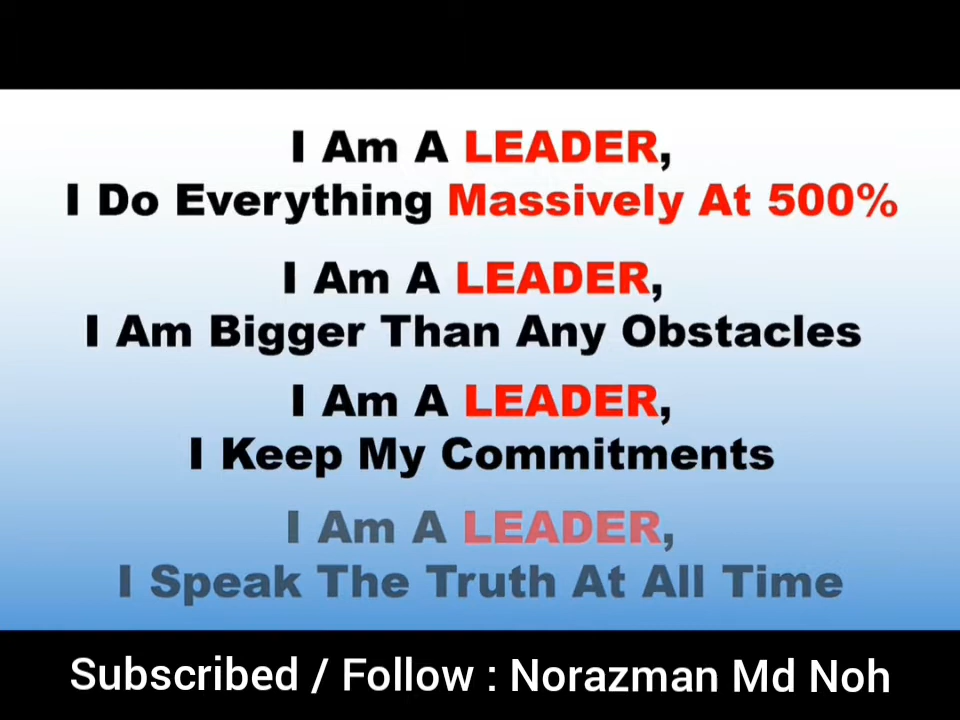 I Am A LEADER,
I Do Everything Massively At 500%
I Am A LEADER,
I Am Bigger Than Any Obstacles
I Am A LEADER,
I Keep My Commitments
I Am A LEADER,
I Speak The Truth At All Time
Subscribed / Follow : Norazman Md Noh